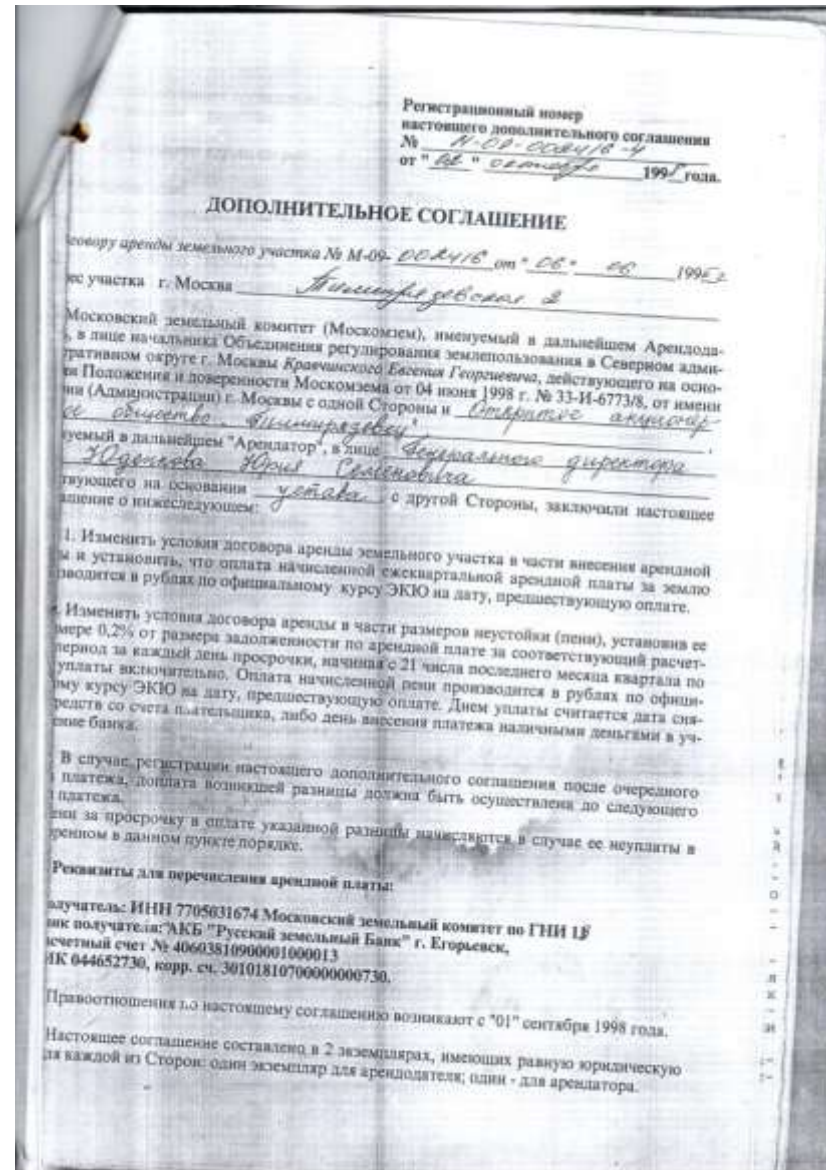 Регистрационный номер
настоящего дополнительного соглашения
№ М-09-002416-4
от "02" октября 1998 года.
ДОПОЛНИТЕЛЬНОЕ СОГЛАШЕНИЕ
говору аренды земельного участка № М-09- 002416 от "06" 06 1995 г
ес участка г. Москва Тимирязевская 2
Московский земельный комитет (Москомзем), именуемый в дальнейшем Арендода-
, в лице начальника Объединения регулирования землепользования в Северном адми-
ративном округе г. Москвы Кравчинского Евгения Георгиевича, действующего на осно-
и Положения и доверенности Москомзема от 04 июня 1998 г. № 33-И-6773/8, от имени
ии (Администрации) г. Москвы с одной Стороны и Открытое акционер
ое общество "Тимирязевец" ,
уемый в дальнейшем "Арендатор", в лице Генерального директора
Юденкова Юрия Семеновича
твующего на основании устава с другой Стороны, заключили настоящее
ашение о нижеследующем:
1. Изменить условия договора аренды земельного участка в части внесения арендной
ы и установить, что оплата начисленной ежеквартальной арендной платы за землю
зводится в рублях по официальному курсу ЭКЮ на дату, предшествующую оплате.
. Изменить условия договора аренды в части размеров неустойки (пени), установив ее
мере 0,2% от размера задолженности по арендной плате за соответствующий расчет-
период за каждый день просрочки, начиная с 21 числа последнего месяца квартала по
уплаты включительно. Оплата начисленной пени производится в рублях по офици-
ому курсу ЭКЮ на дату, предшествующую оплате. Днем уплаты считается дата сня-
редств со счета плательщика, либо день внесения платежа наличными деньгами в уч-
ение банка.
В случае регистрации настоящего дополнительного соглашения после очередного
платежа, доплата возникшей разницы должна быть осуществлена до следующего
платежа.
ени за просрочку в оплате указанной разницы начисляются в случае ее неуплаты в
ренном в данном пункте порядке.
Реквизиты для перечисления арендной платы:
олучатель: ИНН 7705031674 Московский земельный комитет по ГНИ
нк получателя: АКБ "Русский земельный Банк" г. Егорьевск,
счетный счет № 40603810900001000013
ИК 044652730, корр. сч. 30101810700000000730.
Правоотношения по настоящему соглашению возникают с "01" сентября 1998 года.
Настоящее соглашение составлено в 2 экземплярах, имеющих равную юридическую
ля каждой из Сторон: один экземпляр для арендодателя; один - для арендатора.